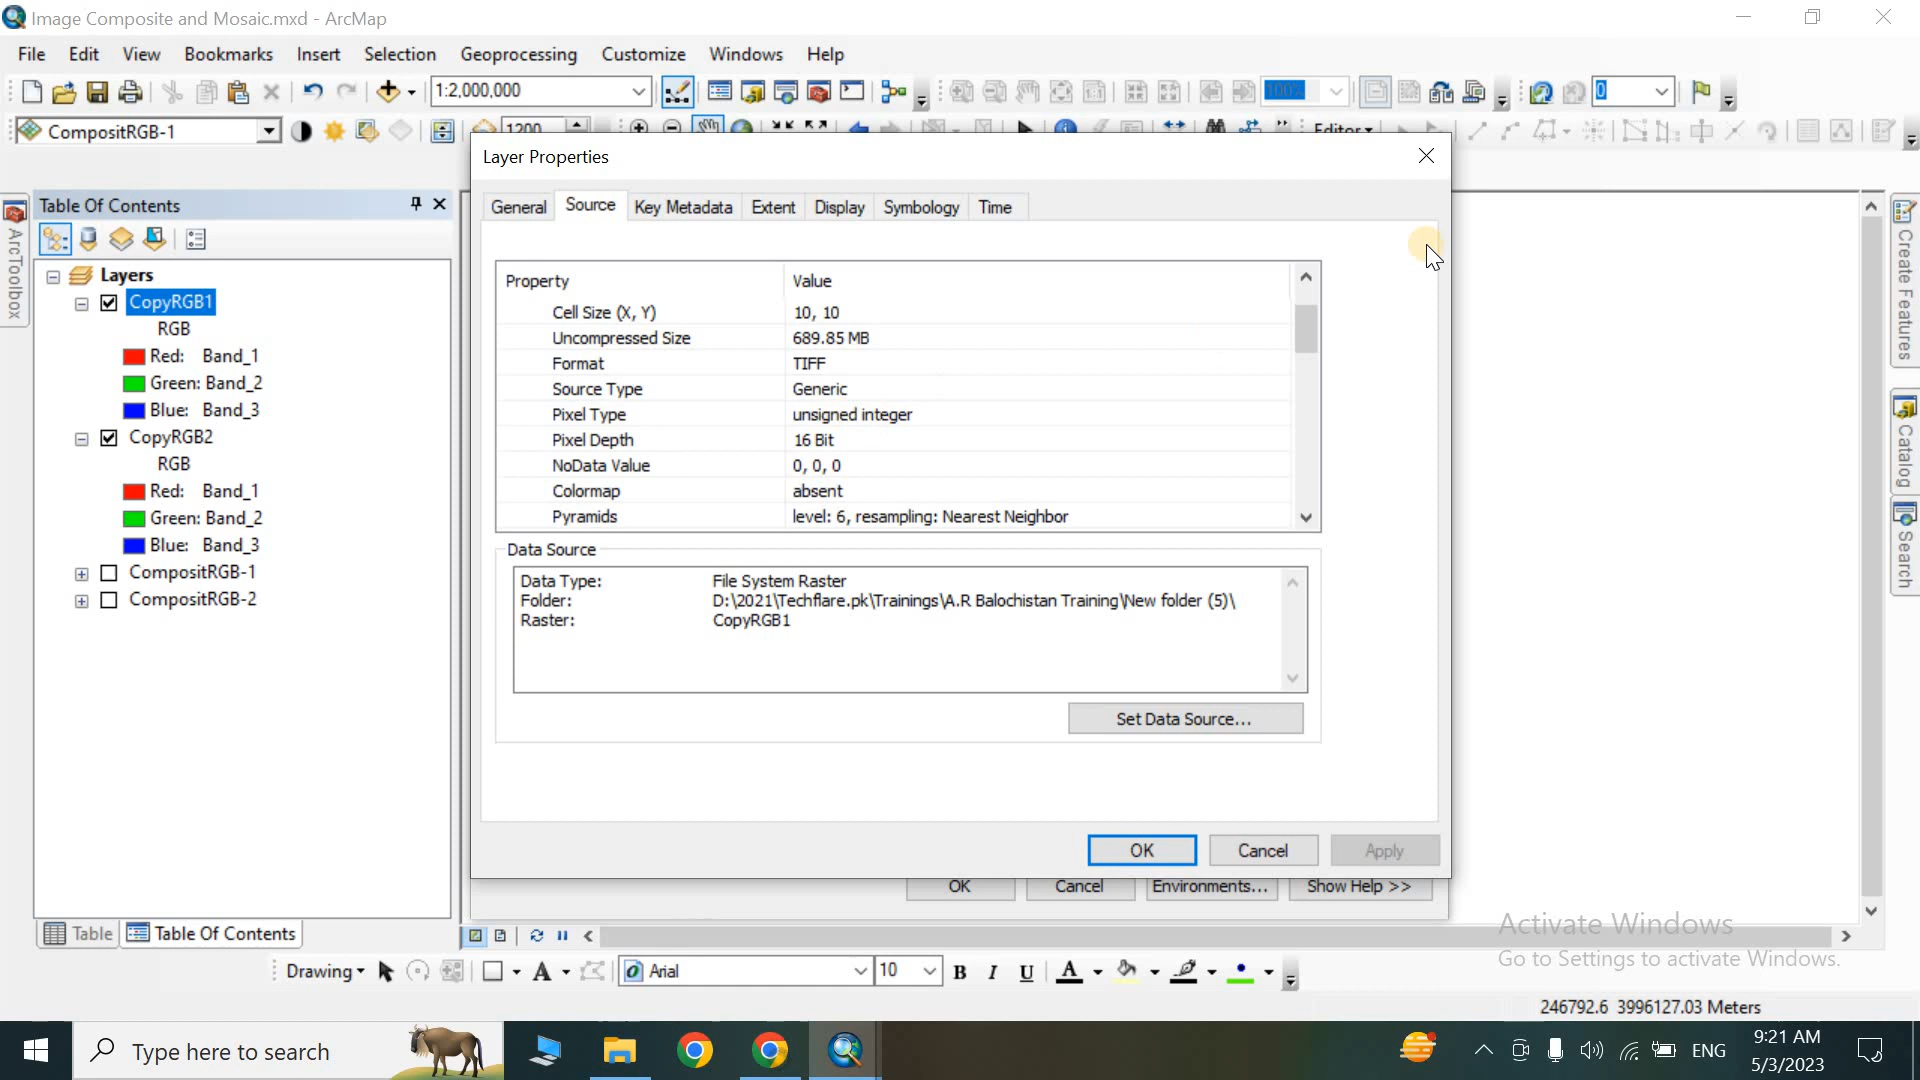 Image Composite and Mosaic.mxd - ArcMap
File Edit View Bookmarks Insert Selection Geoprocessing Customize Windows Help
1:2,000,000 100% 0
CompositRGB-1 1200 Editor
Layer Properties
General Source Key Metadata Extent Display Symbology Time
Table Of Contents
ArcToolbox
Layers
CopyRGB1
RGB
Red: Band_1
Green: Band_2
Blue: Band_3
CopyRGB2
RGB
Red: Band_1
Green: Band_2
Blue: Band_3
CompositRGB-1
CompositRGB-2
Property Value
Cell Size (X, Y) 10, 10
Uncompressed Size 689.85 MB
Format TIFF
Source Type Generic
Pixel Type unsigned integer
Pixel Depth 16 Bit
NoData Value 0, 0, 0
Colormap absent
Pyramids level: 6, resampling: Nearest Neighbor
Data Source
Data Type: File System Raster
Folder: D:\2021\Techflare.pk\Trainings\A.R Balochistan Training\New folder (5)\
Raster: CopyRGB1
Set Data Source...
OK Cancel Apply
OK Cancel Environments... Show Help >>
Create Features
Catalog
Search
Activate Windows
Go to Settings to activate Windows.
Table Table Of Contents
Drawing A Arial 10 B I U A
246792.6 3996127.03 Meters
Type here to search
ENG
9:21 AM
5/3/2023